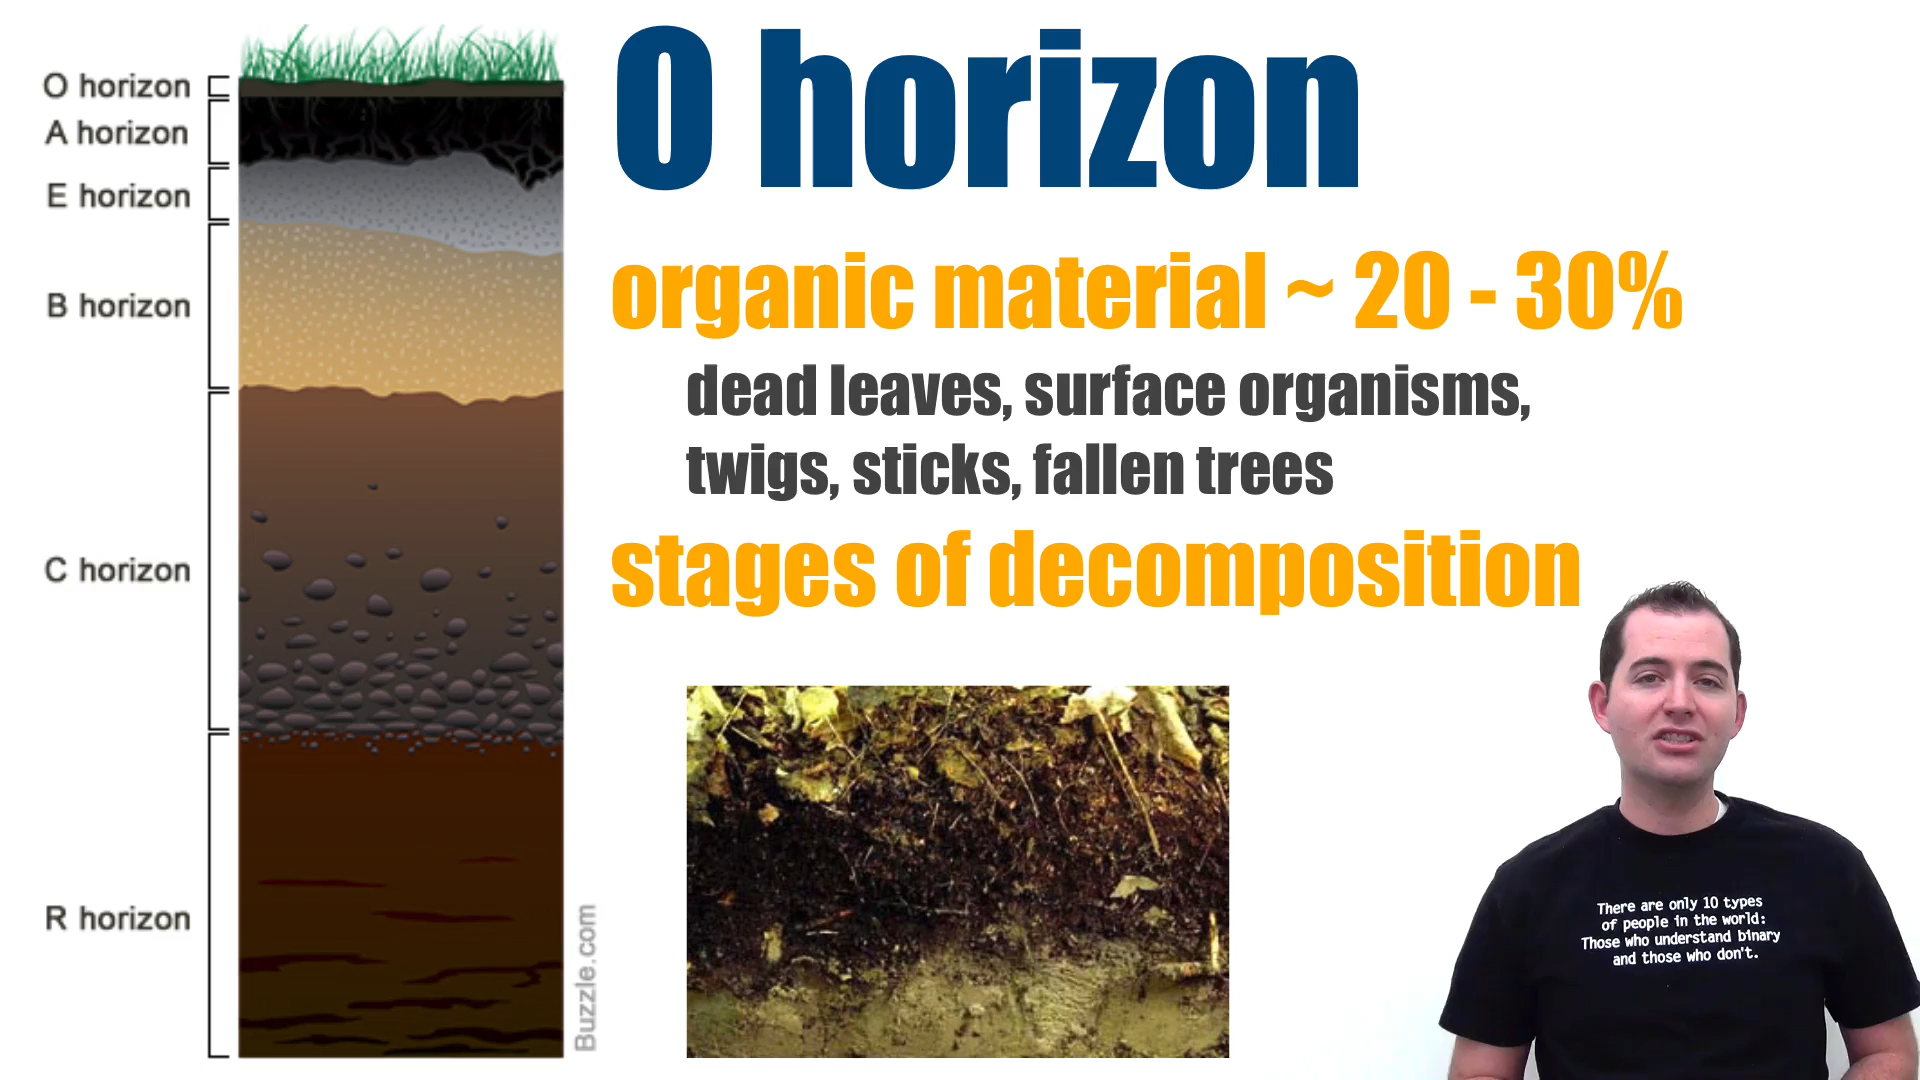 O horizon
A horizon
E horizon
B horizon
C horizon
R horizon
Buzzle.com
O horizon
organic material ~ 20 - 30%
dead leaves, surface organisms,
twigs, sticks, fallen trees
stages of decomposition
There are only 10 types
of people in the world:
Those who understand binary
and those who don't.